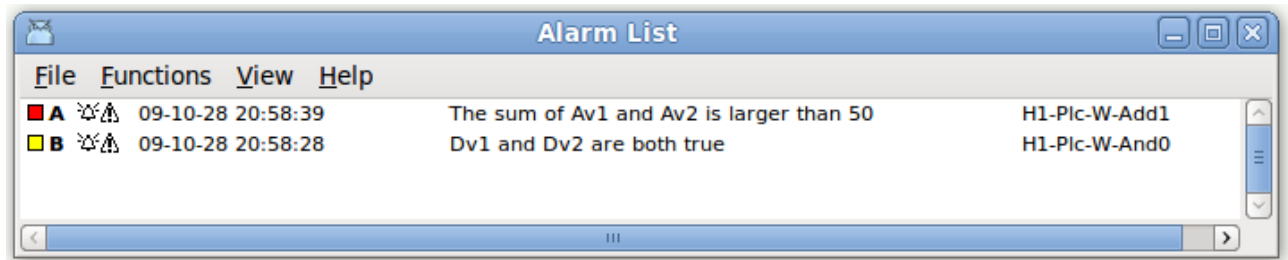 Alarm List
File Functions View Help
A 09-10-28 20:58:39 The sum of Av1 and Av2 is larger than 50 H1-Plc-W-Add1
B 09-10-28 20:58:28 Dv1 and Dv2 are both true H1-Plc-W-And0